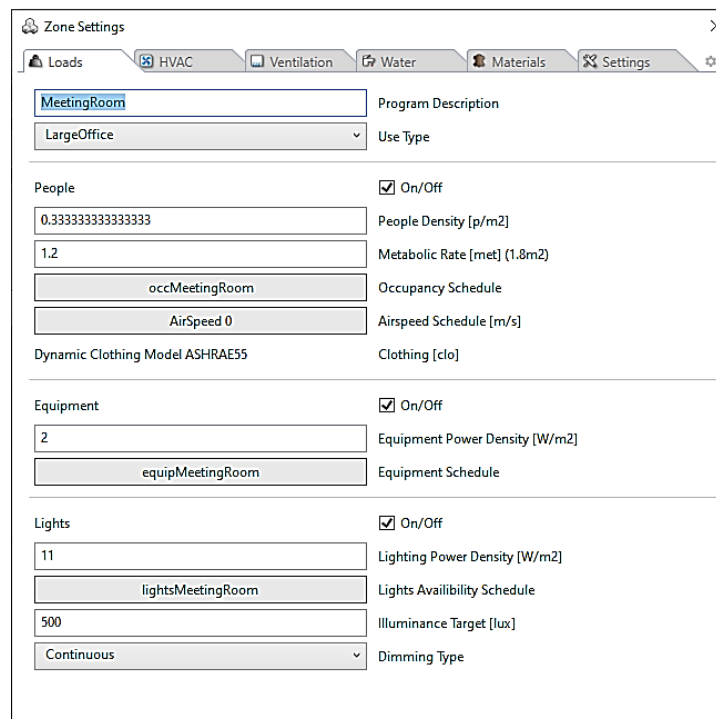 Zone Settings
Loads HVAC Ventilation Water Materials Settings
MeetingRoom Program Description
LargeOffice Use Type
People On/Off
0.333333333333333 People Density [p/m2]
1.2 Metabolic Rate [met] (1.8m2)
occMeetingRoom Occupancy Schedule
AirSpeed 0 Airspeed Schedule [m/s]
Dynamic Clothing Model ASHRAE55 Clothing [clo]
Equipment On/Off
2 Equipment Power Density [W/m2]
equipMeetingRoom Equipment Schedule
Lights On/Off
11 Lighting Power Density [W/m2]
lightsMeetingRoom Lights Availibility Schedule
500 Illuminance Target [lux]
Continuous Dimming Type